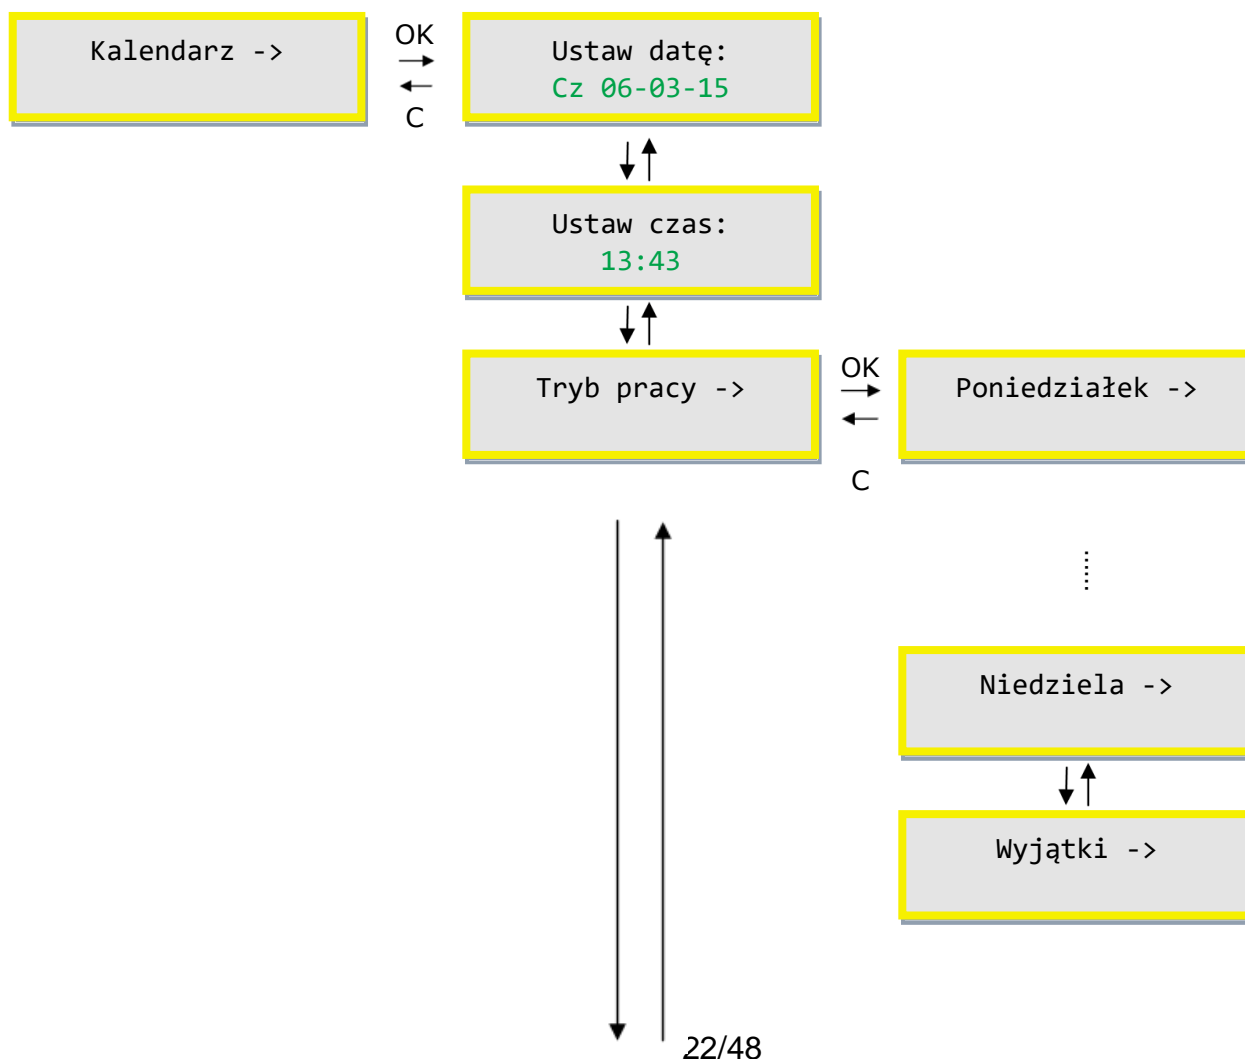 Kalendarz ->
OK
C
Ustaw datę:
Cz 06-03-15
Ustaw czas:
13:43
Tryb pracy ->
OK
C
Poniedziałek ->
Niedziela ->
Wyjątki ->
22/48